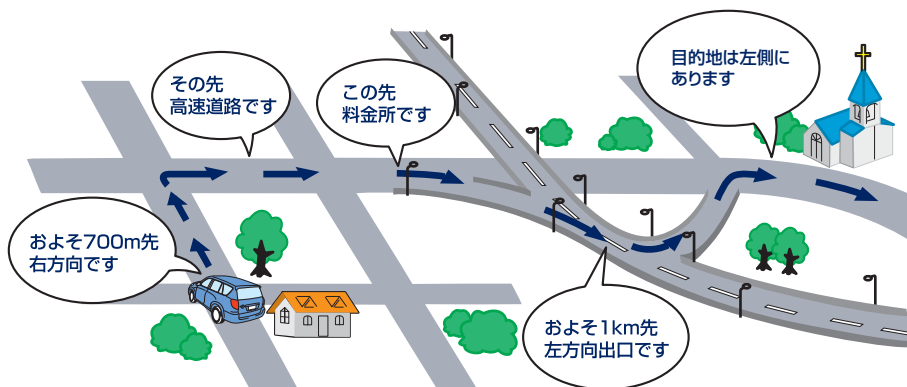 およそ700m先
右方向です
その先
高速道路です
この先
料金所です
およそ1km先
左方向出口です
目的地は左側に
あります